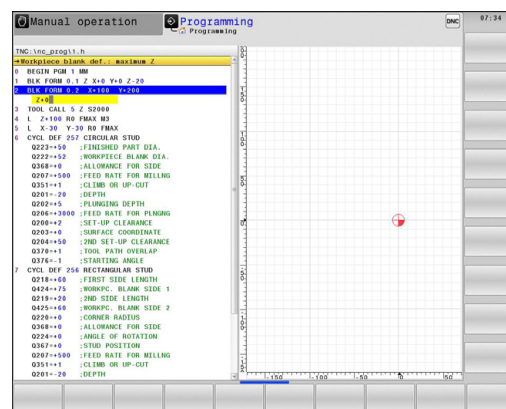 Manual operation
Programming
Programming
DNC
07:34
TNC:\nc_prog\1.h
→Workpiece blank def.: maximum Z
0 BEGIN PGM 1 MM
1 BLK FORM 0.1 Z X+0 Y+0 Z-20
2 BLK FORM 0.2 X+100 Y+200
Z+0
3 TOOL CALL 5 Z S2000
4 L Z+100 R0 FMAX M3
5 L X-30 Y-30 R0 FMAX
6 CYCL DEF 257 CIRCULAR STUD
Q223=+50 ;FINISHED PART DIA.
Q222=+52 ;WORKPIECE BLANK DIA.
Q368=+0 ;ALLOWANCE FOR SIDE
Q207=+500 ;FEED RATE FOR MILLNG
Q351=+1 ;CLIMB OR UP-CUT
Q201=-20 ;DEPTH
Q202=+5 ;PLUNGING DEPTH
Q206=+3000 ;FEED RATE FOR PLNGNG
Q200=+2 ;SET-UP CLEARANCE
Q203=+0 ;SURFACE COORDINATE
Q204=+50 ;2ND SET-UP CLEARANCE
Q370=+1 ;TOOL PATH OVERLAP
Q376=-1 ;STARTING ANGLE
7 CYCL DEF 256 RECTANGULAR STUD
Q218=+60 ;FIRST SIDE LENGTH
Q424=+75 ;WORKPC. BLANK SIDE 1
Q219=+20 ;2ND SIDE LENGTH
Q425=+60 ;WORKPC. BLANK SIDE 2
Q220=+0 ;CORNER RADIUS
Q368=+0 ;ALLOWANCE FOR SIDE
Q224=+0 ;ANGLE OF ROTATION
Q367=+0 ;STUD POSITION
Q207=+500 ;FEED RATE FOR MILLNG
Q351=+1 ;CLIMB OR UP-CUT
Q201=-20 ;DEPTH
200
150
100
50
0
-50
-100
-150
-150 -100 -50 0 50